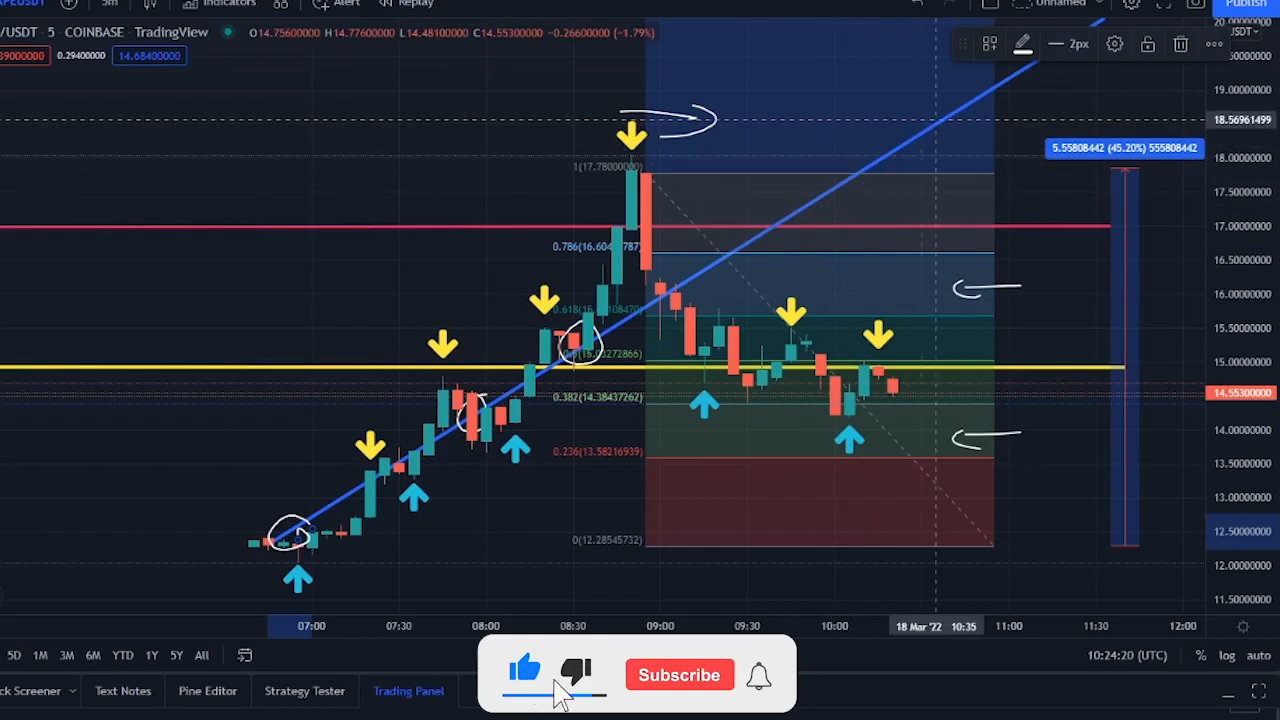 5m Indicators Alert Replay Unnamed Publish
/USDT · 5 · COINBASE · TradingView O14.75600000 H14.77600000 L14.48100000 C14.55300000 −0.26600000 (−1.79%)
0.29400000 14.68400000
2px
20.00000000
19.00000000
18.56961499
5.55808442 (45.20%) 555808442
18.00000000
1(17.78000000)
17.50000000
17.00000000
16.50000000
16.00000000
15.50000000
15.00000000
0.382(14.38437262)
14.55300000
14.00000000
0.236(13.58216939)
13.50000000
13.00000000
12.50000000
0(12.28545732)
12.00000000
11.50000000
07:00 07:30 08:00 08:30 09:00 09:30 10:00 18 Mar '22 10:35 11:00 11:30 12:00
5D 1M 3M 6M YTD 1Y 5Y All 10:24:20 (UTC) % log auto
Screener Text Notes Pine Editor Strategy Tester Trading Panel
Subscribe